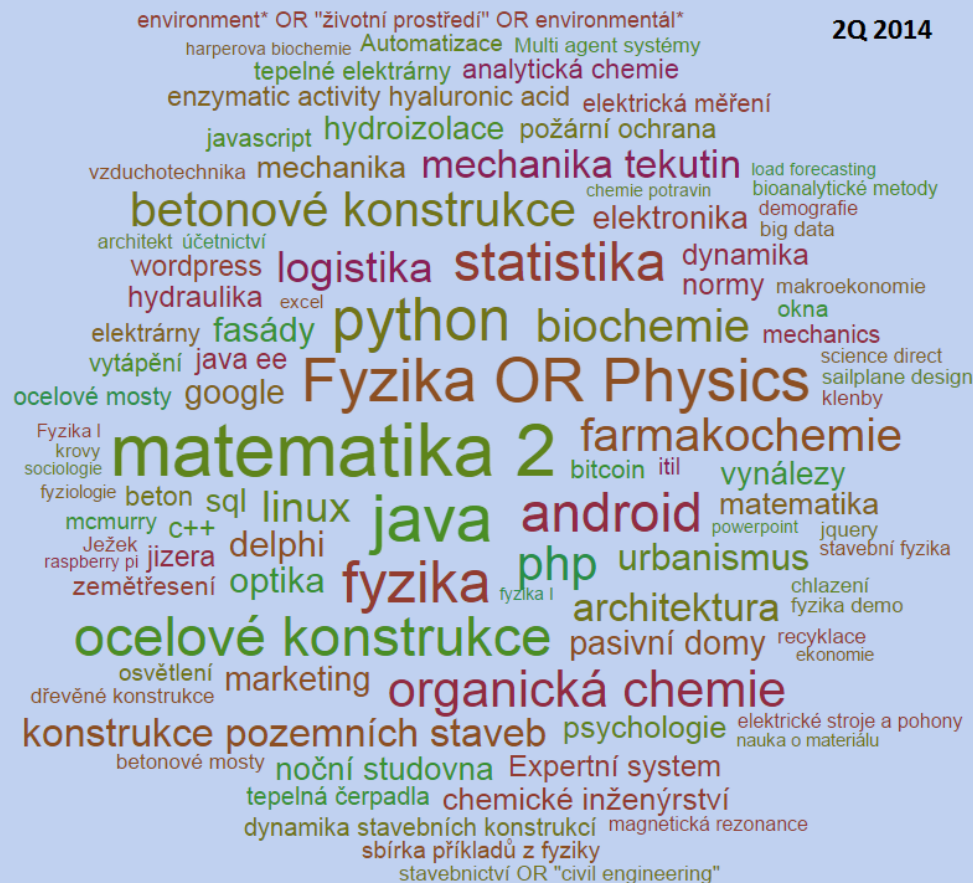 environment* OR "životní prostředí" OR environmentál*
2Q 2014
harperova biochemie Automatizace Multi agent systémy
tepelné elektrárny analytická chemie
enzymatic activity hyaluronic acid elektrická měření
javascript hydroizolace požární ochrana
vzduchotechnika mechanika mechanika tekutin load forecasting
chemie potravin bioanalytické metody
betonové konstrukce elektronika demografie
big data
architekt účetnictví
wordpress logistika statistika dynamika
hydraulika excel normy makroekonomie
okna
elektrárny fasády python biochemie mechanics
vytápění java ee science direct
ocelové mosty google Fyzika OR Physics sailplane design
klenby
Fyzika I
krovy
sociologie matematika 2 farmakochemie
bitcoin itil vynálezy
fyziologie beton sql linux java android matematika
mcmurry c++ powerpoint jquery
Ježek
raspberry pi jizera delphi php urbanismus stavební fyzika
zemětřesení optika fyzika fyzika I chlazení
architektura fyzika demo
ocelové konstrukce pasivní domy recyklace
ekonomie
osvětlení
dřevěné konstrukce marketing organická chemie
konstrukce pozemních staveb psychologie elektrické stroje a pohony
nauka o materiálu
betonové mosty noční studovna Expertní system
tepelná čerpadla chemické inženýrství
dynamika stavebních konstrukcí magnetická rezonance
sbírka příkladů z fyziky
stavebnictví OR "civil engineering"